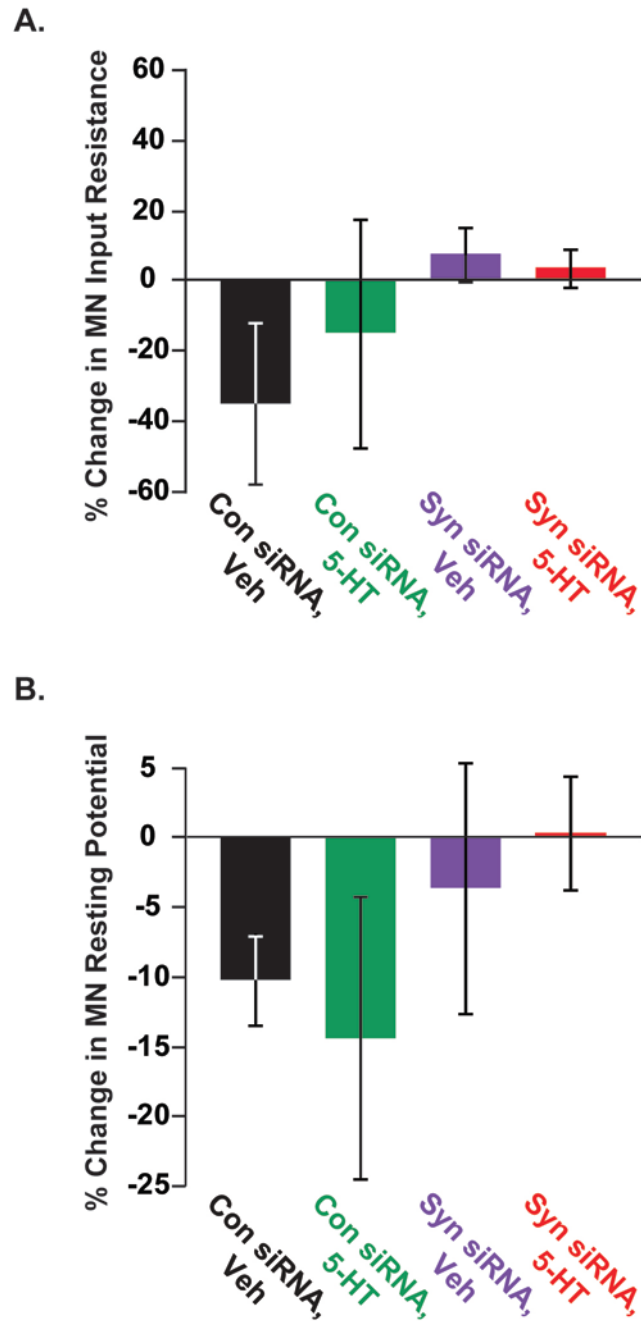 A.
% Change in MN Input Resistance
60
40
20
0
-20
-40
-60
Con siRNA,
Veh
Con siRNA,
5-HT
Syn siRNA,
Veh
Syn siRNA,
5-HT
B.
% Change in MN Resting Potential
5
0
-5
-10
-15
-20
-25
Con siRNA,
Veh
Con siRNA,
5-HT
Syn siRNA,
Veh
Syn siRNA,
5-HT